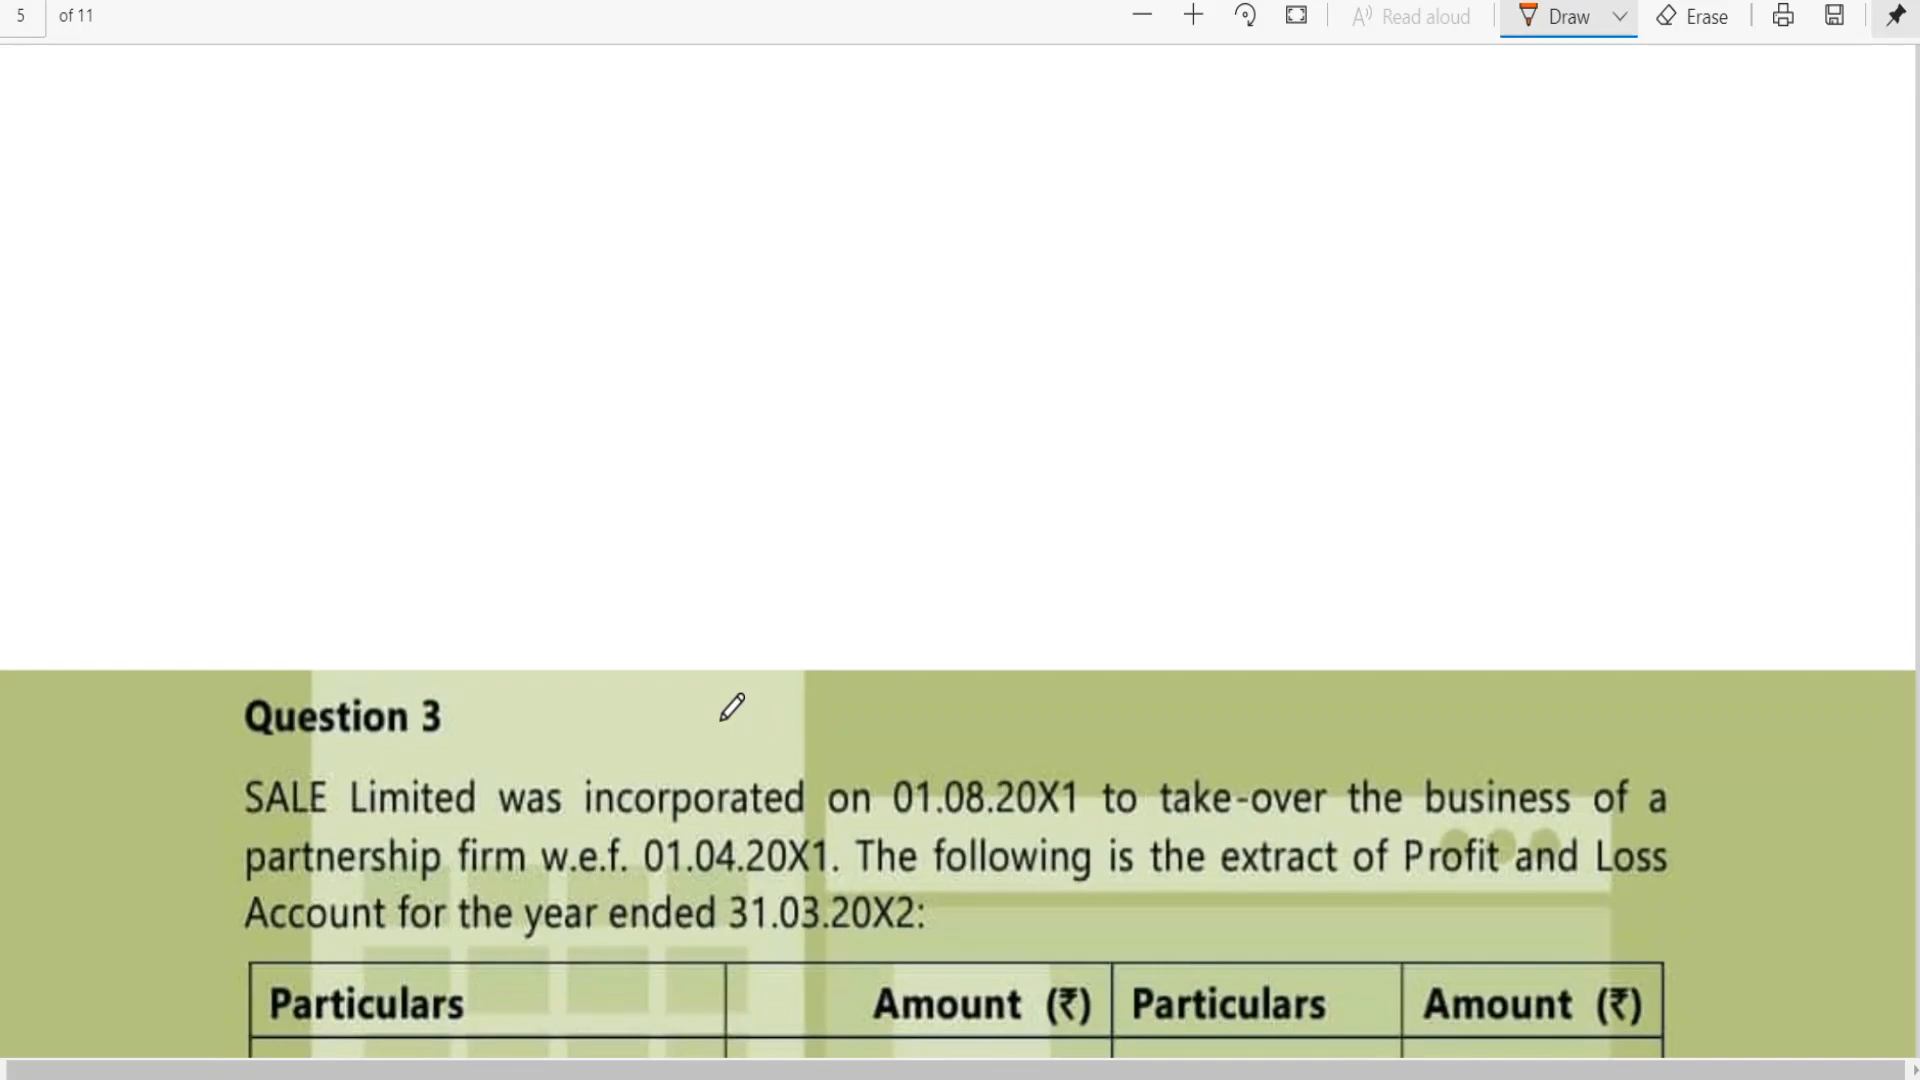 5 of 11
Read aloud Draw Erase
Question 3
SALE Limited was incorporated on 01.08.20X1 to take-over the business of a
partnership firm w.e.f. 01.04.20X1. The following is the extract of Profit and Loss
Account for the year ended 31.03.20X2:
Particulars Amount (₹) Particulars Amount (₹)